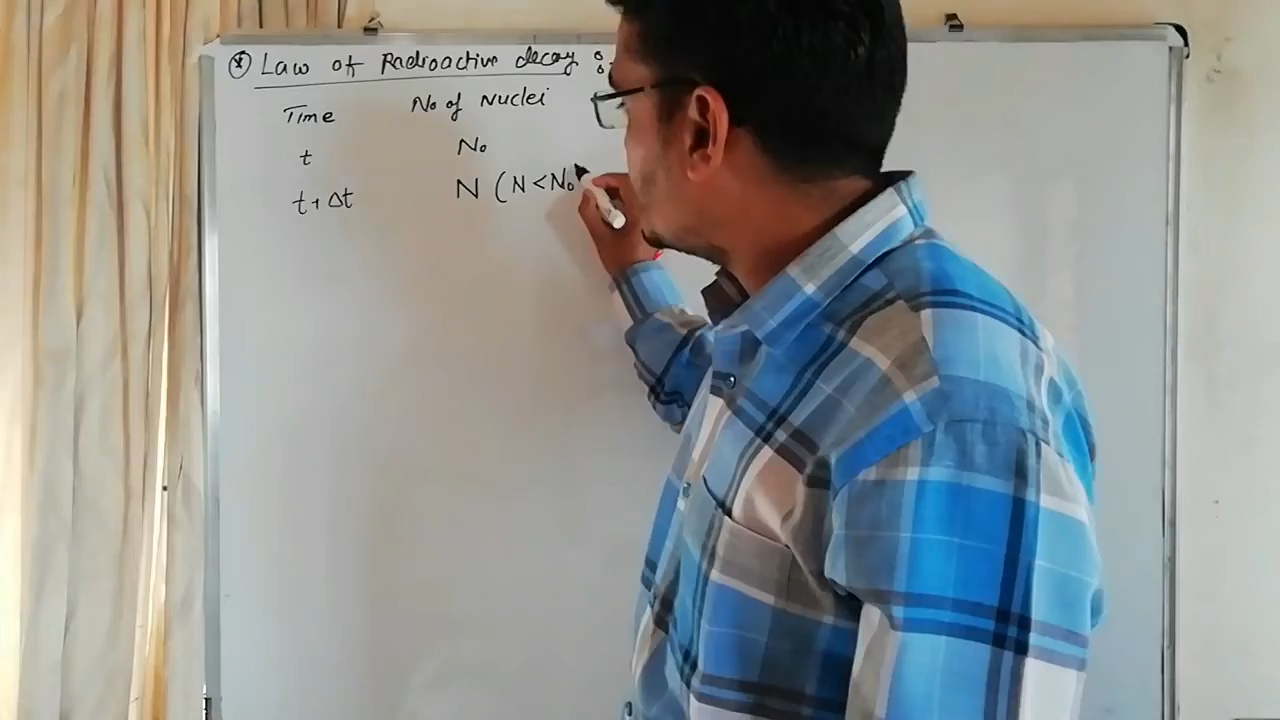 * Law of Radioactive decay :-
Time No of Nuclei
t No
t+Δt N (N<No